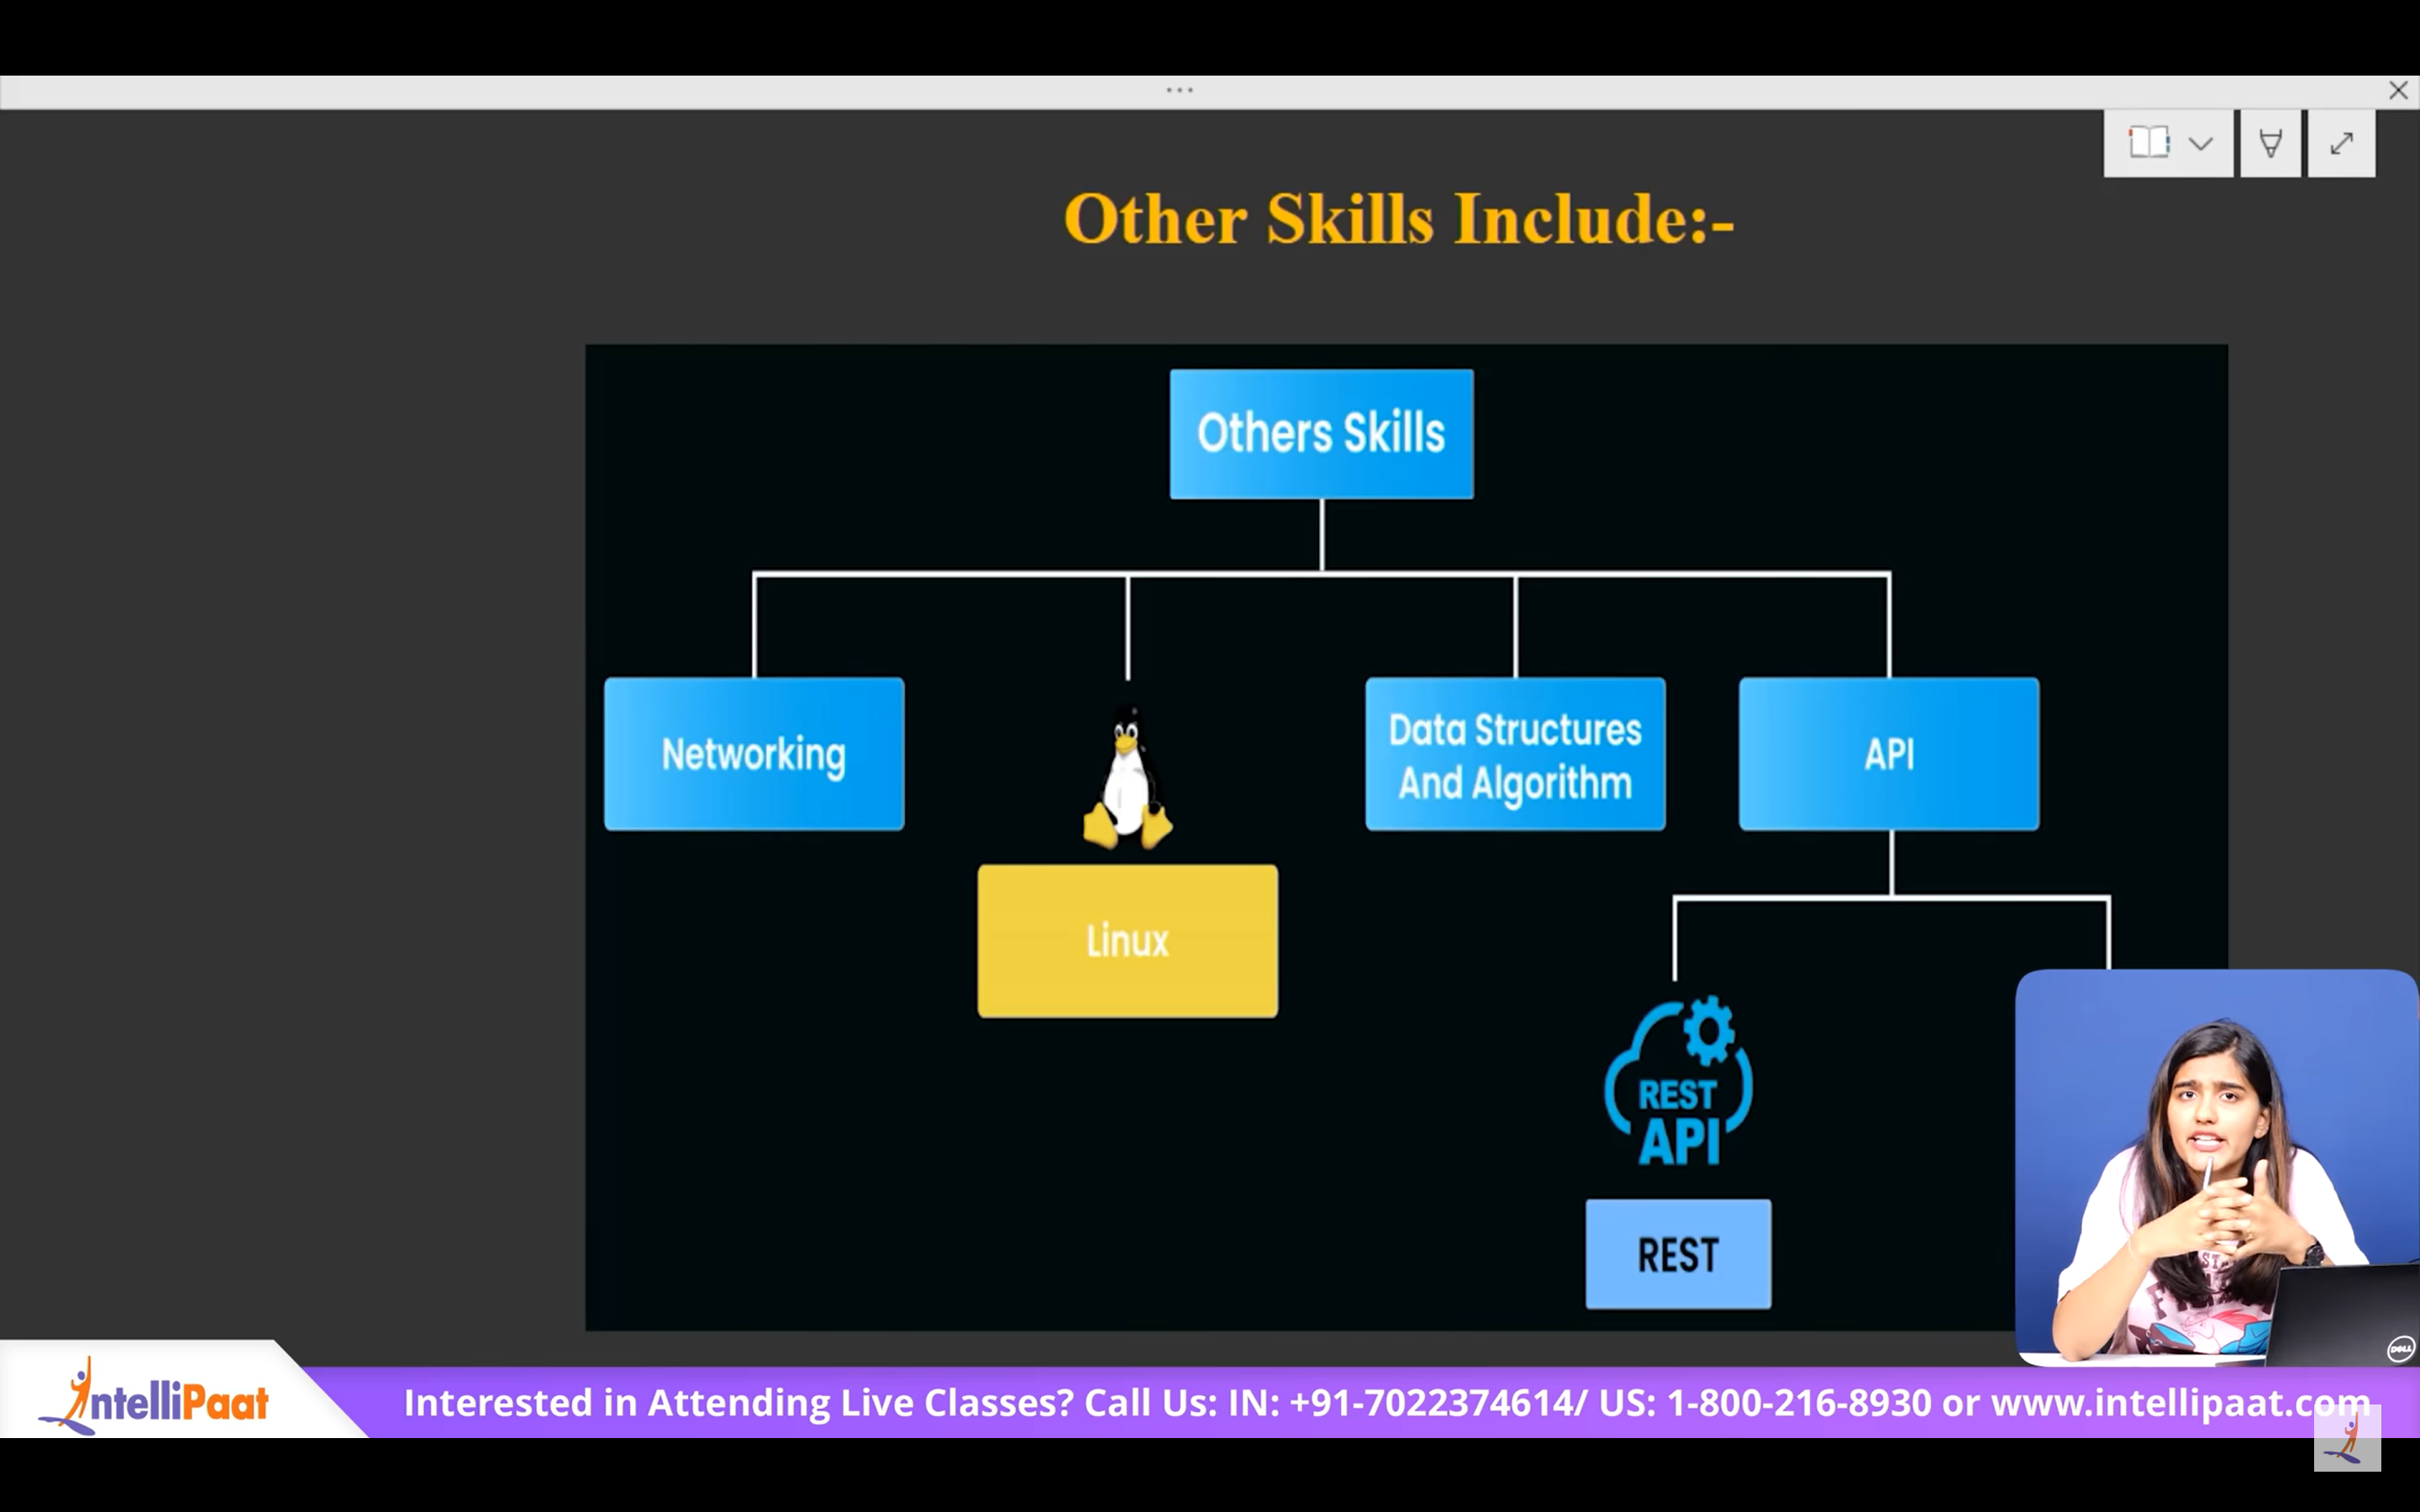 Other Skills Include:-
Others Skills
Networking
Data Structures
And Algorithm
API
Linux
REST
API
REST
DELL
IntelliPaat
Interested in Attending Live Classes? Call Us: IN: +91-7022374614/ US: 1-800-216-8930 or www.intellipaat.com